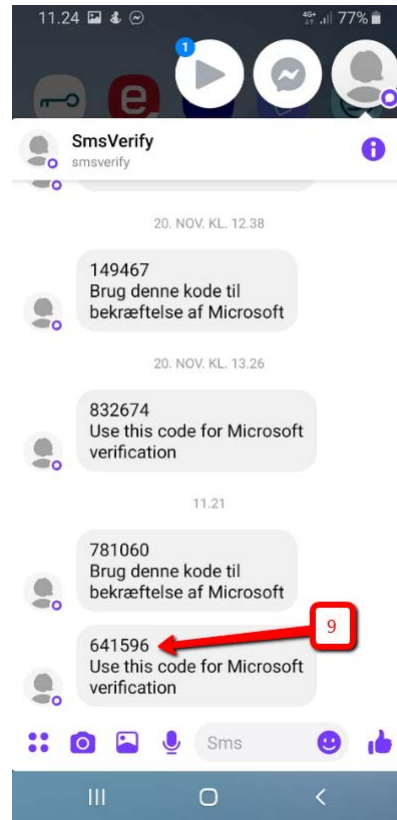 11.24
4G+ 77%
1
e
SmsVerify
smsverify
20. NOV. KL. 12.38
149467
Brug denne kode til
bekræftelse af Microsoft
20. NOV. KL. 13.26
832674
Use this code for Microsoft
verification
11.21
781060
Brug denne kode til
bekræftelse af Microsoft
9
641596
Use this code for Microsoft
verification
Sms